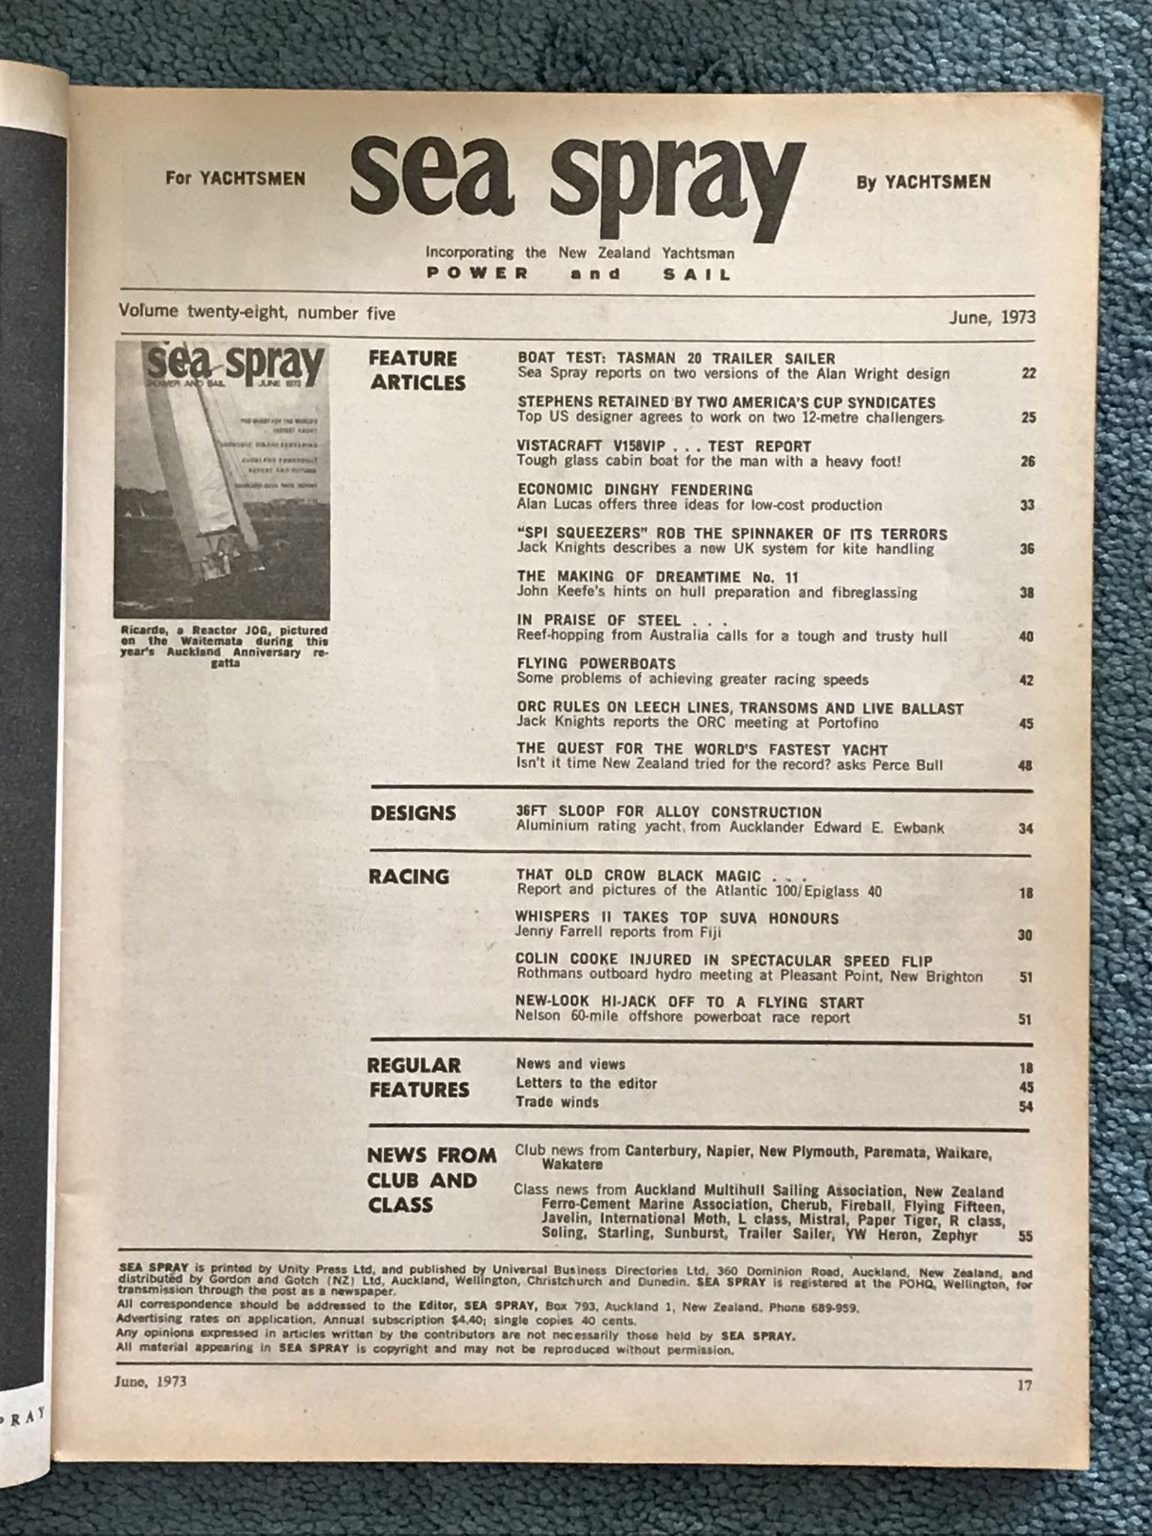 For YACHTSMEN
sea spray
By YACHTSMEN
Incorporating the New Zealand Yachtsman
POWER and SAIL
Volume twenty-eight, number five
June, 1973
sea spray
POWER AND SAIL JUNE 1973
THE QUEST FOR THE WORLD'S
FASTEST YACHT
ECONOMIC DINGHY FENDERING
REPORT AND PICTURES
Ricardo, a Reactor JOG, pictured
on the Waitemata during this
year's Auckland Anniversary re-
gatta
FEATURE
ARTICLES
BOAT TEST: TASMAN 20 TRAILER SAILER
Sea Spray reports on two versions of the Alan Wright design 22
STEPHENS RETAINED BY TWO AMERICA'S CUP SYNDICATES
Top US designer agrees to work on two 12-metre challengers 25
VISTACRAFT V158VIP . . . TEST REPORT
Tough glass cabin boat for the man with a heavy foot! 26
ECONOMIC DINGHY FENDERING
Alan Lucas offers three ideas for low-cost production 33
"SPI SQUEEZERS" ROB THE SPINNAKER OF ITS TERRORS
Jack Knights describes a new UK system for kite handling 36
THE MAKING OF DREAMTIME No. 11
John Keefe's hints on hull preparation and fibreglassing 38
IN PRAISE OF STEEL . . .
Reef-hopping from Australia calls for a tough and trusty hull 40
FLYING POWERBOATS
Some problems of achieving greater racing speeds 42
ORC RULES ON LEECH LINES, TRANSOMS AND LIVE BALLAST
Jack Knights reports the ORC meeting at Portofino 45
THE QUEST FOR THE WORLD'S FASTEST YACHT
Isn't it time New Zealand tried for the record? asks Perce Bull 48
DESIGNS
36FT SLOOP FOR ALLOY CONSTRUCTION
Aluminium rating yacht, from Aucklander Edward E. Ewbank 34
RACING
THAT OLD CROW BLACK MAGIC . . .
Report and pictures of the Atlantic 100/Epiglass 40 18
WHISPERS II TAKES TOP SUVA HONOURS
Jenny Farrell reports from Fiji 30
COLIN COOKE INJURED IN SPECTACULAR SPEED FLIP
Rothmans outboard hydro meeting at Pleasant Point, New Brighton 51
NEW-LOOK HI-JACK OFF TO A FLYING START
Nelson 60-mile offshore powerboat race report 51
REGULAR
FEATURES
News and views 18
Letters to the editor 45
Trade winds 54
NEWS FROM
CLUB AND
CLASS
Club news from Canterbury, Napier, New Plymouth, Paremata, Waikare,
Wakatere
Class news from Auckland Multihull Sailing Association, New Zealand
Ferro-Cement Marine Association, Cherub, Fireball, Flying Fifteen,
Javelin, International Moth, L class, Mistral, Paper Tiger, R class,
Soling, Starling, Sunburst, Trailer Sailer, YW Heron, Zephyr 55
SEA SPRAY is printed by Unity Press Ltd, and published by Universal Business Directories Ltd, 360 Dominion Road, Auckland, New Zealand, and
distributed by Gordon and Gotch (NZ) Ltd, Auckland, Wellington, Christchurch and Dunedin. SEA SPRAY is registered at the POHQ, Wellington, for
transmission through the post as a newspaper.
All correspondence should be addressed to the Editor, SEA SPRAY, Box 793, Auckland 1, New Zealand. Phone 689-959.
Advertising rates on application. Annual subscription $4.40; single copies 40 cents.
Any opinions expressed in articles written by the contributors are not necessarily those held by SEA SPRAY.
All material appearing in SEA SPRAY is copyright and may not be reproduced without permission.
June, 1973
17
PRAY